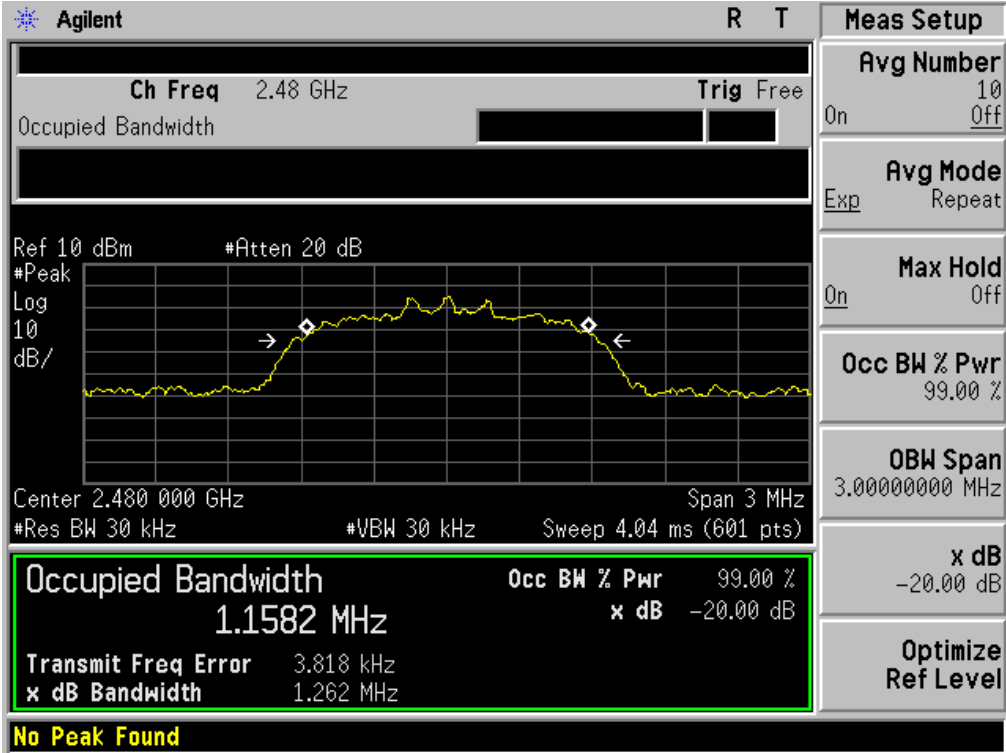 Agilent R T
Ch Freq 2.48 GHz Trig Free
Occupied Bandwidth
Ref 10 dBm #Atten 20 dB
#Peak
Log
10
dB/
Center 2.480 000 GHz Span 3 MHz
#Res BW 30 kHz #VBW 30 kHz Sweep 4.04 ms (601 pts)
Occupied Bandwidth
1.1582 MHz
Occ BW % Pwr 99.00 %
x dB -20.00 dB
Transmit Freq Error 3.818 kHz
x dB Bandwidth 1.262 MHz
No Peak Found
Meas Setup
Avg Number
10
On Off
Avg Mode
Exp Repeat
Max Hold
On Off
Occ BW % Pwr
99.00 %
OBW Span
3.00000000 MHz
x dB
-20.00 dB
Optimize
Ref Level